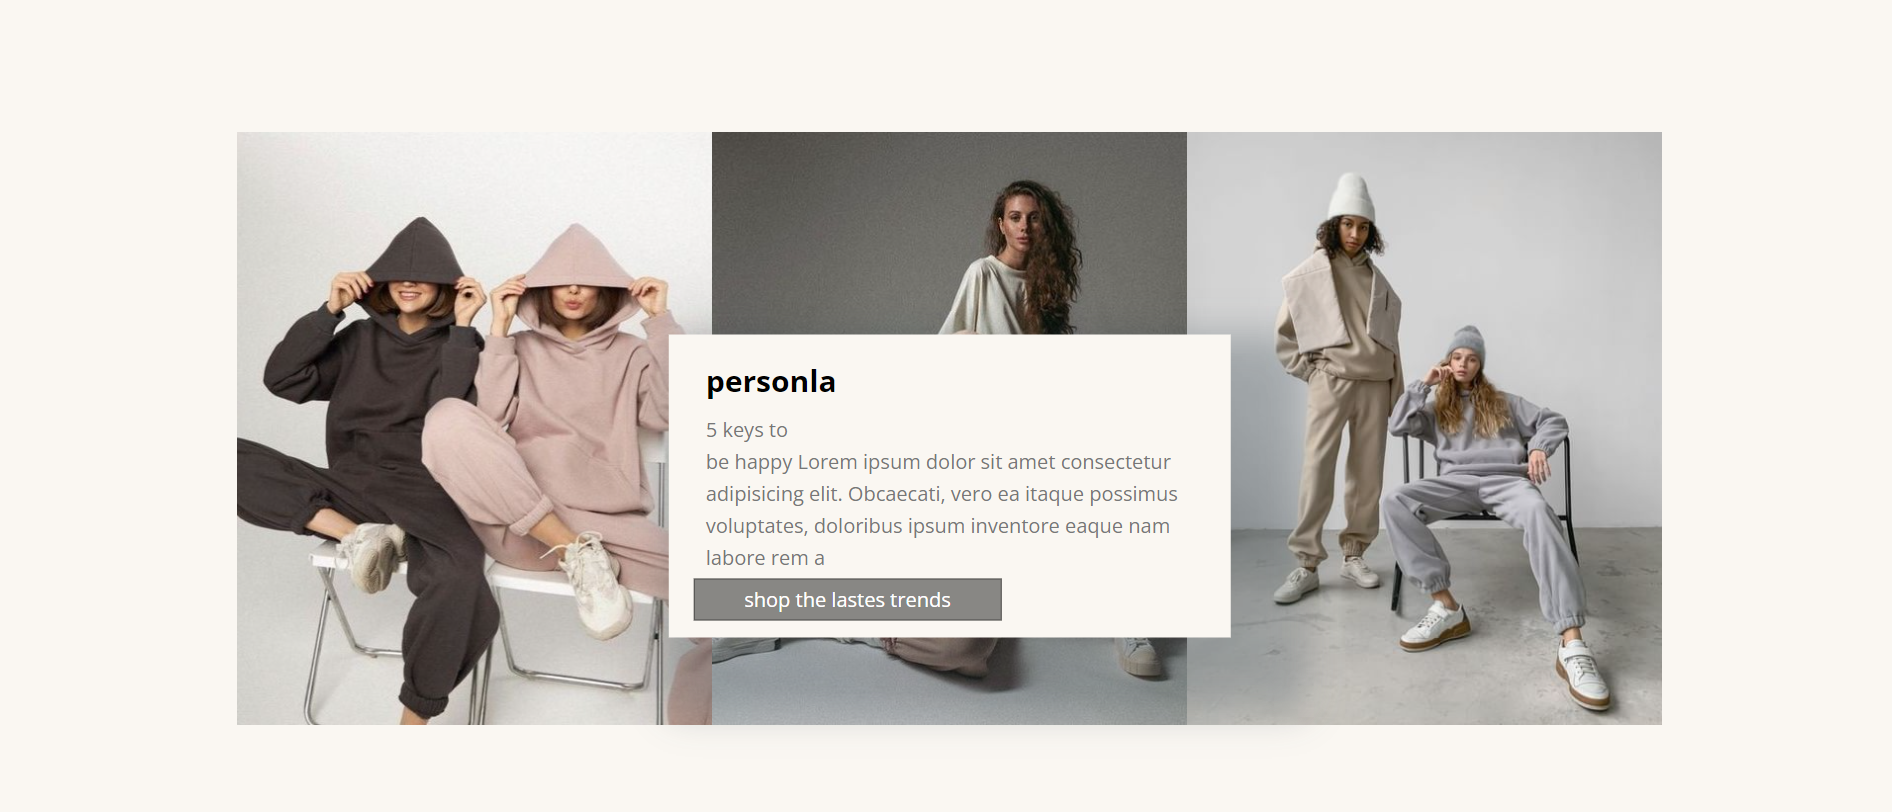 personla
5 keys to
be happy Lorem ipsum dolor sit amet consectetur
adipisicing elit. Obcaecati, vero ea itaque possimus
voluptates, doloribus ipsum inventore eaque nam
labore rem a
shop the lastes trends